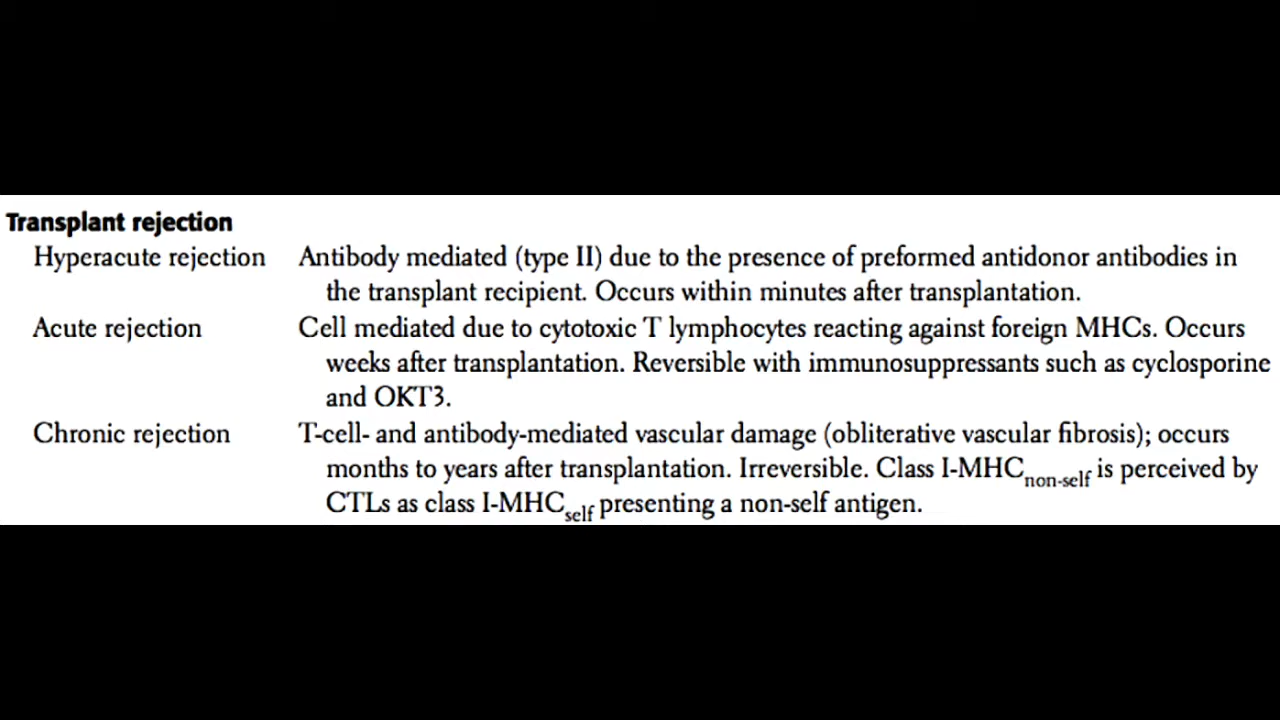 Transplant rejection
Hyperacute rejection Antibody mediated (type II) due to the presence of preformed antidonor antibodies in
the transplant recipient. Occurs within minutes after transplantation.
Acute rejection Cell mediated due to cytotoxic T lymphocytes reacting against foreign MHCs. Occurs
weeks after transplantation. Reversible with immunosuppressants such as cyclosporine
and OKT3.
Chronic rejection T-cell- and antibody-mediated vascular damage (obliterative vascular fibrosis); occurs
months to years after transplantation. Irreversible. Class I-MHCnon-self is perceived by
CTLs as class I-MHCself presenting a non-self antigen.